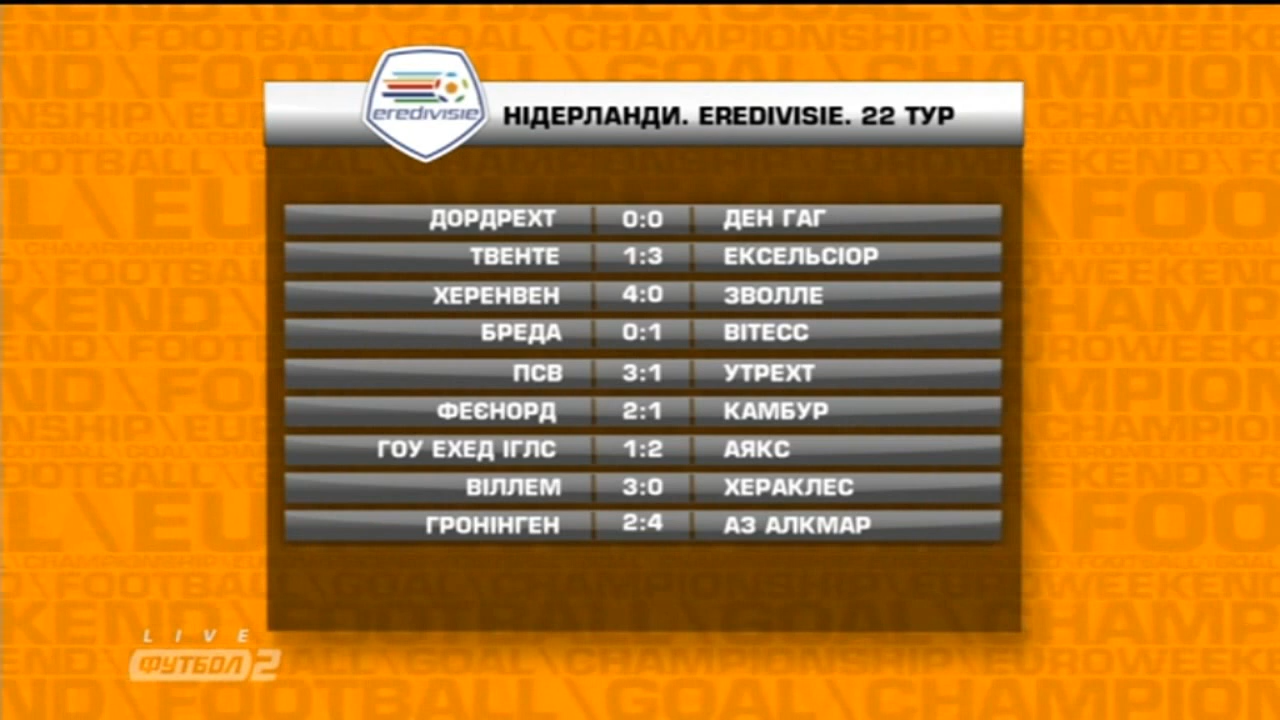 eredivisie
НІДЕРЛАНДИ. EREDIVISIE. 22 ТУР
ДОРДРЕХТ 0:0 ДЕН ГАГ
ТВЕНТЕ 1:3 ЕКСЕЛЬСІОР
ХЕРЕНВЕН 4:0 ЗВОЛЛЕ
БРЕДА 0:1 ВІТЕСС
ПСВ 3:1 УТРЕХТ
ФЕЄНОРД 2:1 КАМБУР
ГОУ ЕХЕД ІГЛС 1:2 АЯКС
ВІЛЛЕМ 3:0 ХЕРАКЛЕС
ГРОНІНГЕН 2:4 АЗ АЛКМАР
LIVE
ФУТБОЛ 2